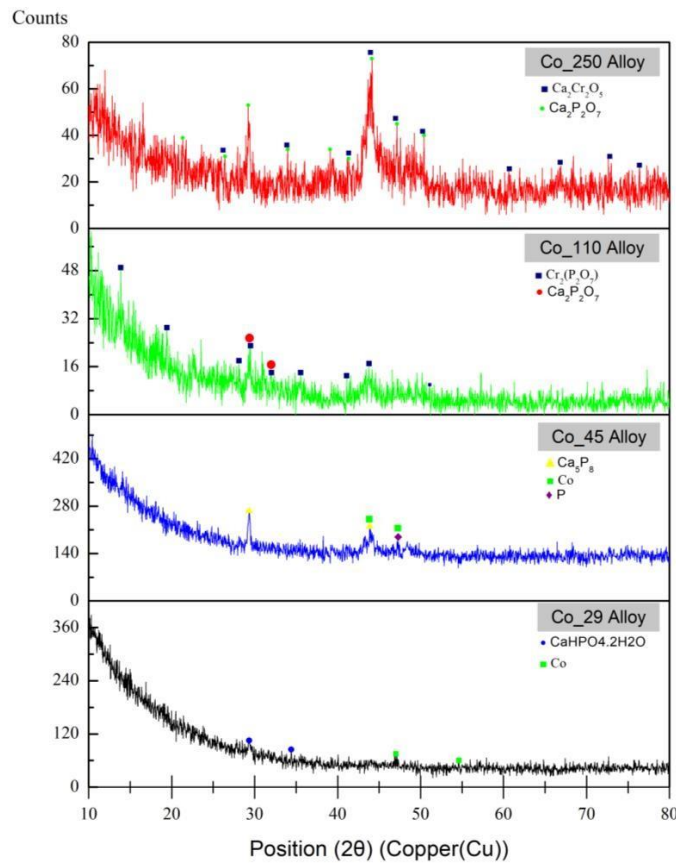 Counts
80
60
40
20
0
Co_250 Alloy
Ca₂Cr₂O₅
Ca₂P₂O₇
48
32
16
0
Co_110 Alloy
Cr₂(P₂O₇)
Ca₂P₂O₇
420
280
140
0
Co_45 Alloy
Ca₅P₈
Co
P
360
240
120
0
Co_29 Alloy
CaHPO4.2H2O
Co
10 20 30 40 50 60 70 80
Position (2θ) (Copper(Cu))